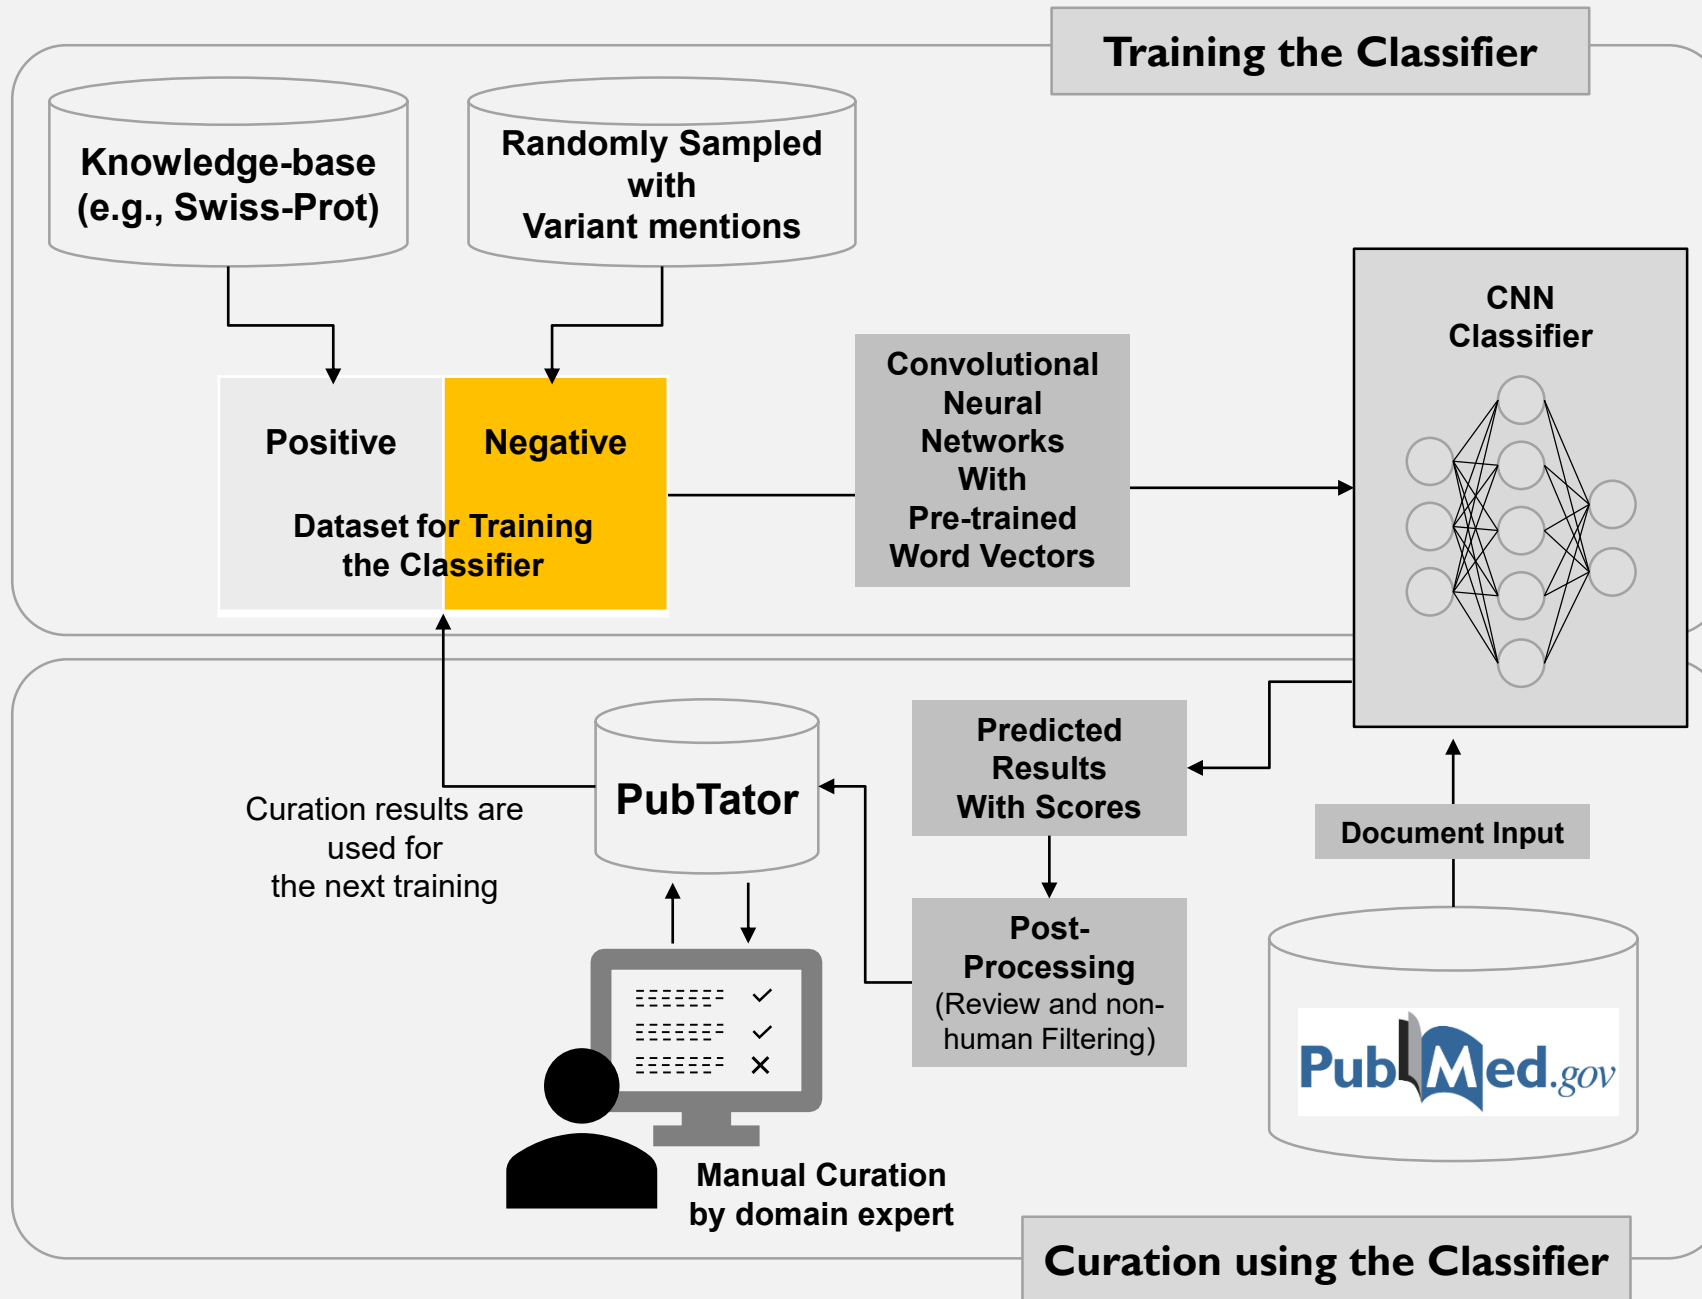 Training the Classifier
Knowledge-base
(e.g., Swiss-Prot)
Randomly Sampled
with
Variant mentions
Positive
Negative
Dataset for Training
the Classifier
Convolutional
Neural
Networks
With
Pre-trained
Word Vectors
CNN
Classifier
Curation results are
used for
the next training
PubTator
Predicted
Results
With Scores
Post-
Processing
(Review and non-
human Filtering)
Document Input
PubMed.gov
Manual Curation
by domain expert
Curation using the Classifier